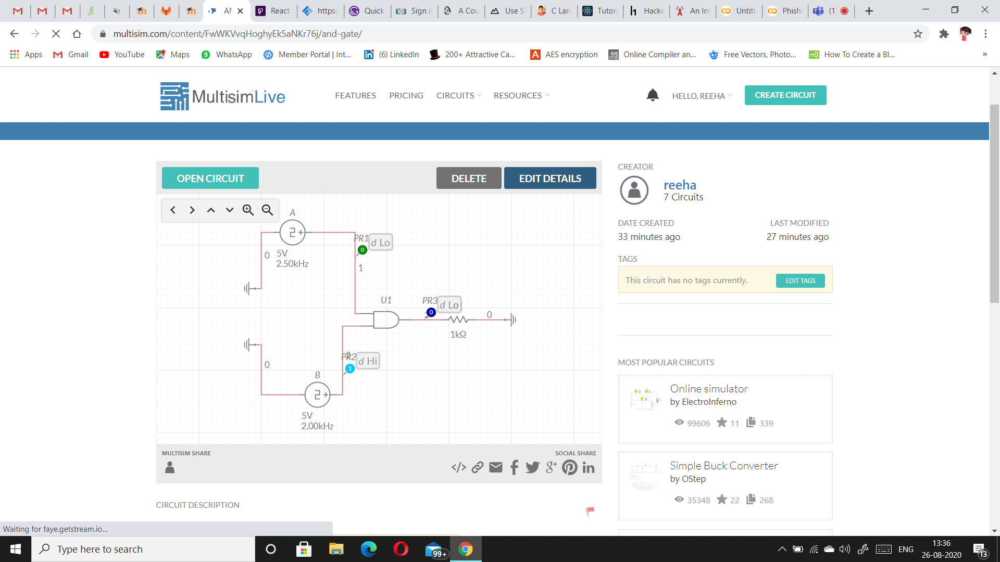 AN
React
https:
Quick
Sign in
A Cou
Use S
C Lan
Tutori
Hacke
An Int
Untitl
Phishi
(1
multisim.com/content/FwWKVvqHoghyEk5aNKr76j/and-gate/
Apps
Gmail
YouTube
Maps
WhatsApp
Member Portal | Int...
(6) LinkedIn
200+ Attractive Ca...
AES encryption
Online Compiler an...
Free Vectors, Photo...
How To Create a Bl...
»
MultisimLive
FEATURES
PRICING
CIRCUITS
RESOURCES
HELLO, REEHA
CREATE CIRCUIT
OPEN CIRCUIT
DELETE
EDIT DETAILS
A
5V
2.50kHz
0
PR1
d Lo
0
1
U1
PR3
d Lo
0
0
1kΩ
0
PR2
d Hi
1
B
5V
2.00kHz
MULTISIM SHARE
SOCIAL SHARE
CIRCUIT DESCRIPTION
CREATOR
reeha
7 Circuits
DATE CREATED
LAST MODIFIED
33 minutes ago
27 minutes ago
TAGS
This circuit has no tags currently.
EDIT TAGS
MOST POPULAR CIRCUITS
Online simulator
by ElectroInferno
99606
11
339
Simple Buck Converter
by OStep
35348
22
268
Waiting for faye.getstream.io...
Type here to search
99+
ENG
13:36
26-08-2020
13